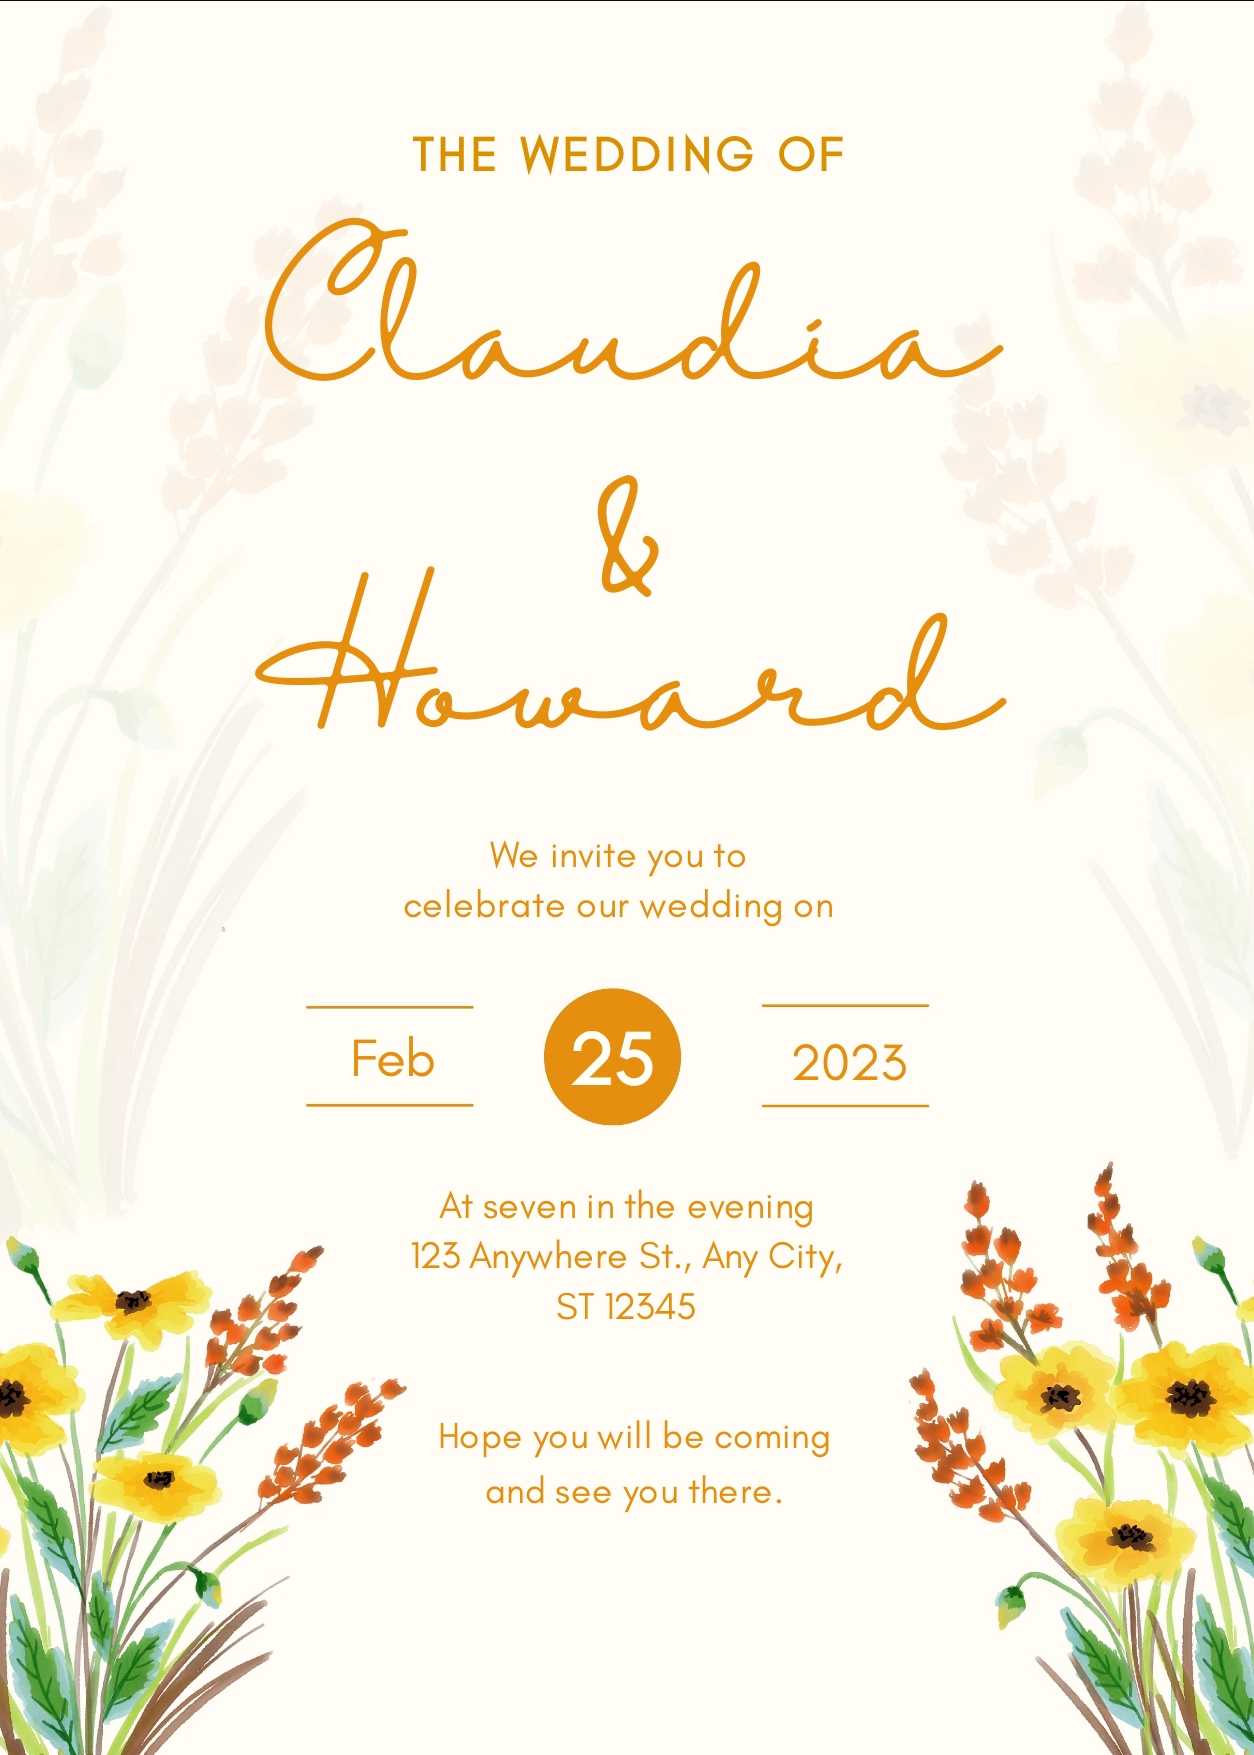 THE WEDDING OF
Claudia
&
Howard
We invite you to
celebrate our wedding on
Feb 25 2023
At seven in the evening
123 Anywhere St., Any City,
ST 12345
Hope you will be coming
and see you there.